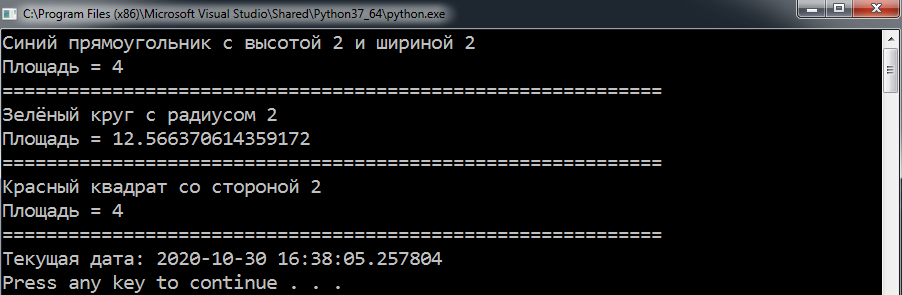 C:\Program Files (x86)\Microsoft Visual Studio\Shared\Python37_64\python.exe
Синий прямоугольник с высотой 2 и шириной 2
Площадь = 4
============================================================
Зелёный круг с радиусом 2
Площадь = 12.566370614359172
============================================================
Красный квадрат со стороной 2
Площадь = 4
============================================================
Текущая дата: 2020-10-30 16:38:05.257804
Press any key to continue . . .